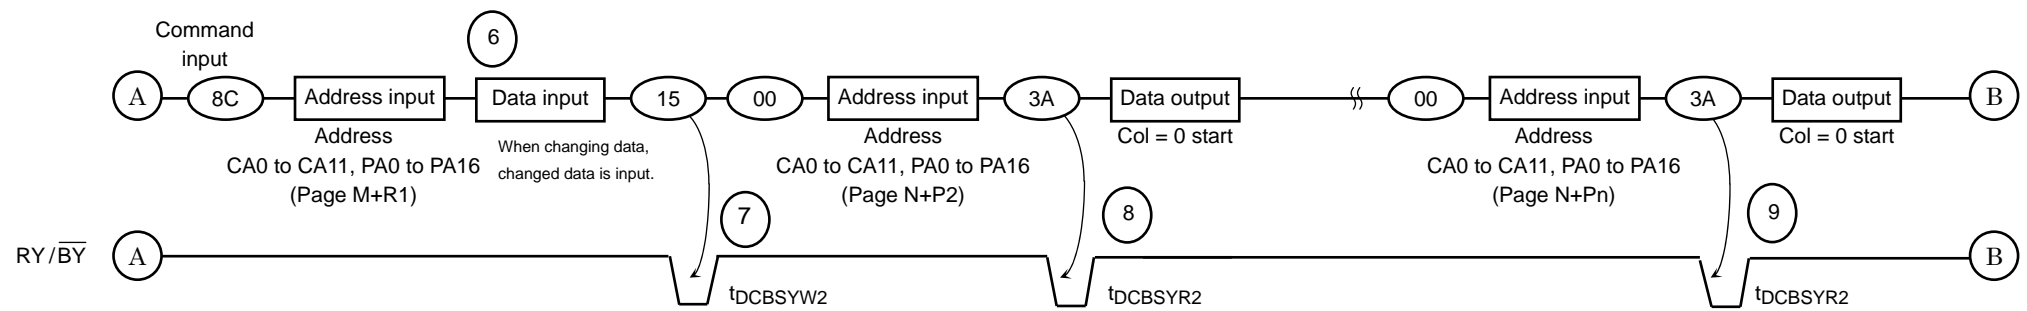 Command
input
6
A 8C Address input Data input 15 00 Address input 3A Data output 00 Address input 3A Data output B
Address
CA0 to CA11, PA0 to PA16
(Page M+R1)
When changing data,
changed data is input.
Address
CA0 to CA11, PA0 to PA16
(Page N+P2)
Col = 0 start
Address
CA0 to CA11, PA0 to PA16
(Page N+Pn)
Col = 0 start
7
8
9
RY/BY A B
tDCBSYW2
tDCBSYR2
tDCBSYR2